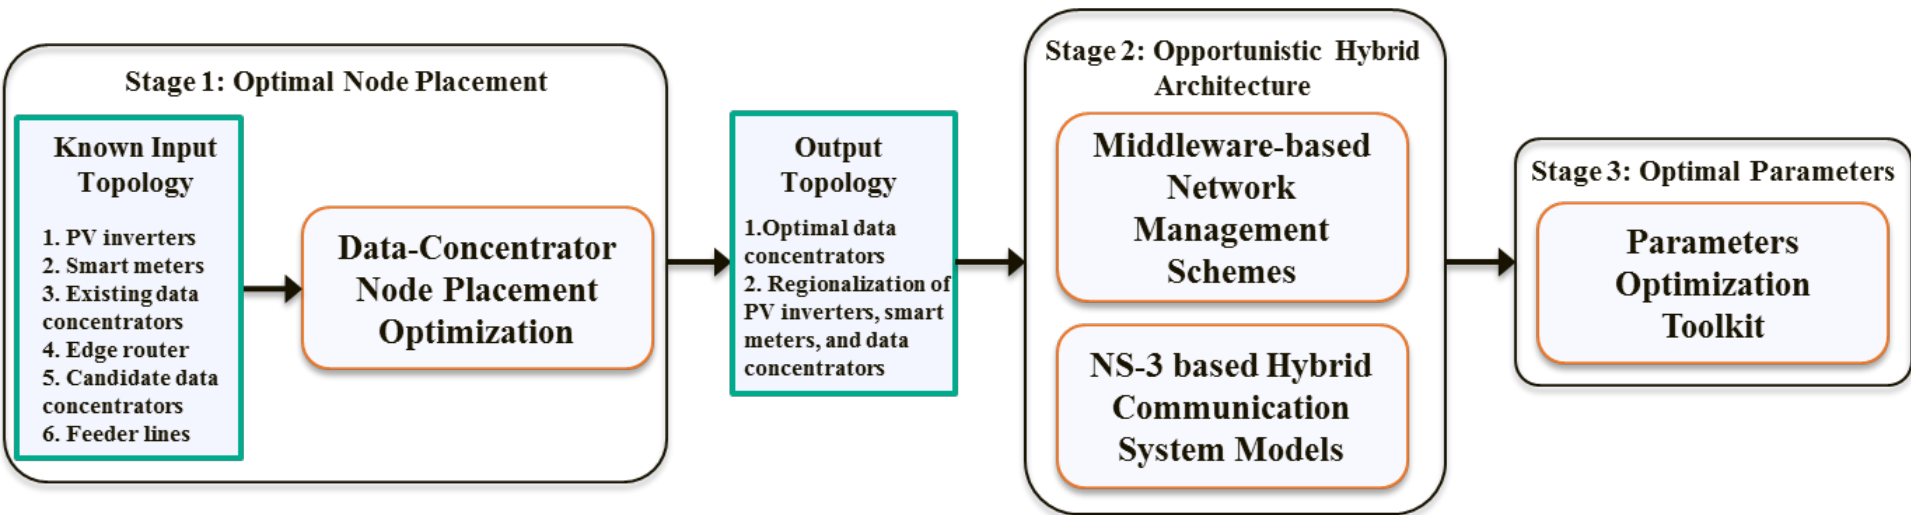 Stage 1: Optimal Node Placement
Known Input
Topology
1. PV inverters
2. Smart meters
3. Existing data
concentrators
4. Edge router
5. Candidate data
concentrators
6. Feeder lines
Data-Concentrator
Node Placement
Optimization
Output
Topology
1.Optimal data
concentrators
2. Regionalization of
PV inverters, smart
meters, and data
concentrators
Stage 2: Opportunistic Hybrid
Architecture
Middleware-based
Network
Management
Schemes
NS-3 based Hybrid
Communication
System Models
Stage 3: Optimal Parameters
Parameters
Optimization
Toolkit